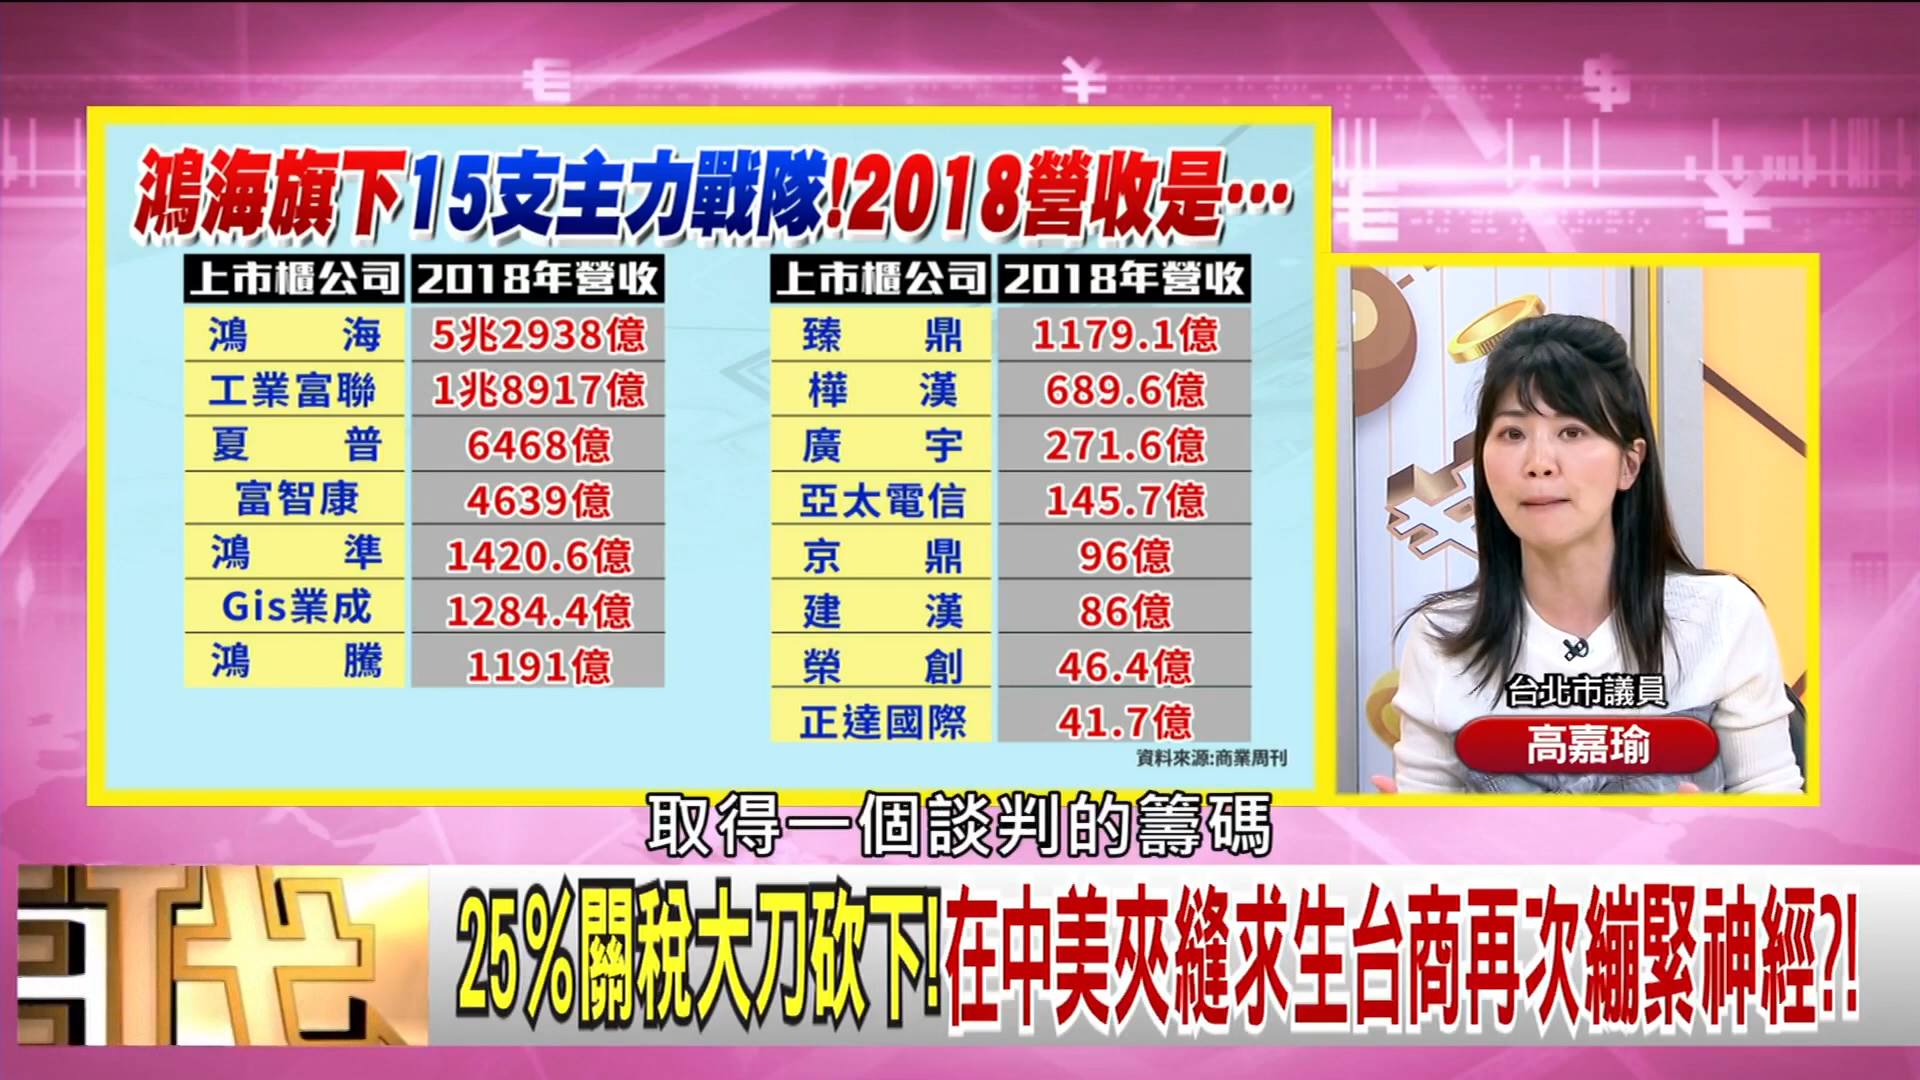 鴻海旗下15支主力戰隊!2018營收是…
上市櫃公司 2018年營收
鴻海 5兆2938億
工業富聯 1兆8917億
夏普 6468億
富智康 4639億
鴻準 1420.6億
Gis業成 1284.4億
鴻騰 1191億
上市櫃公司 2018年營收
臻鼎 1179.1億
樺漢 689.6億
廣宇 271.6億
亞太電信 145.7億
京鼎 96億
建漢 86億
榮創 46.4億
正達國際 41.7億
資料來源:商業周刊
台北市議員
高嘉瑜
取得一個談判的籌碼
25%關稅大刀砍下!在中美夾縫求生台商再次繃緊神經?!